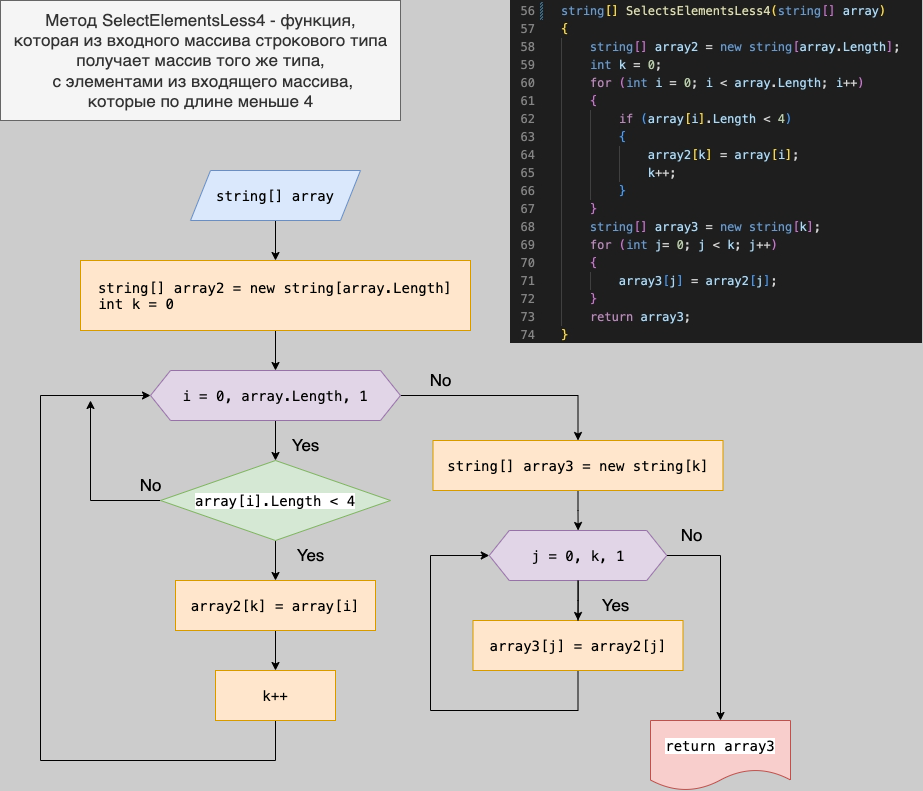 Метод SelectElementsLess4 - функция,
которая из входного массива строкового типа
получает массив того же типа,
с элементами из входящего массива,
которые по длине меньше 4
56 string[] SelectsElementsLess4(string[] array)
57 {
58 string[] array2 = new string[array.Length];
59 int k = 0;
60 for (int i = 0; i < array.Length; i++)
61 {
62 if (array[i].Length < 4)
63 {
64 array2[k] = array[i];
65 k++;
66 }
67 }
68 string[] array3 = new string[k];
69 for (int j= 0; j < k; j++)
70 {
71 array3[j] = array2[j];
72 }
73 return array3;
74 }
string[] array
string[] array2 = new string[array.Length]
int k = 0
i = 0, array.Length, 1
No
Yes
No
array[i].Length < 4
Yes
array2[k] = array[i]
k++
string[] array3 = new string[k]
j = 0, k, 1
No
Yes
array3[j] = array2[j]
return array3